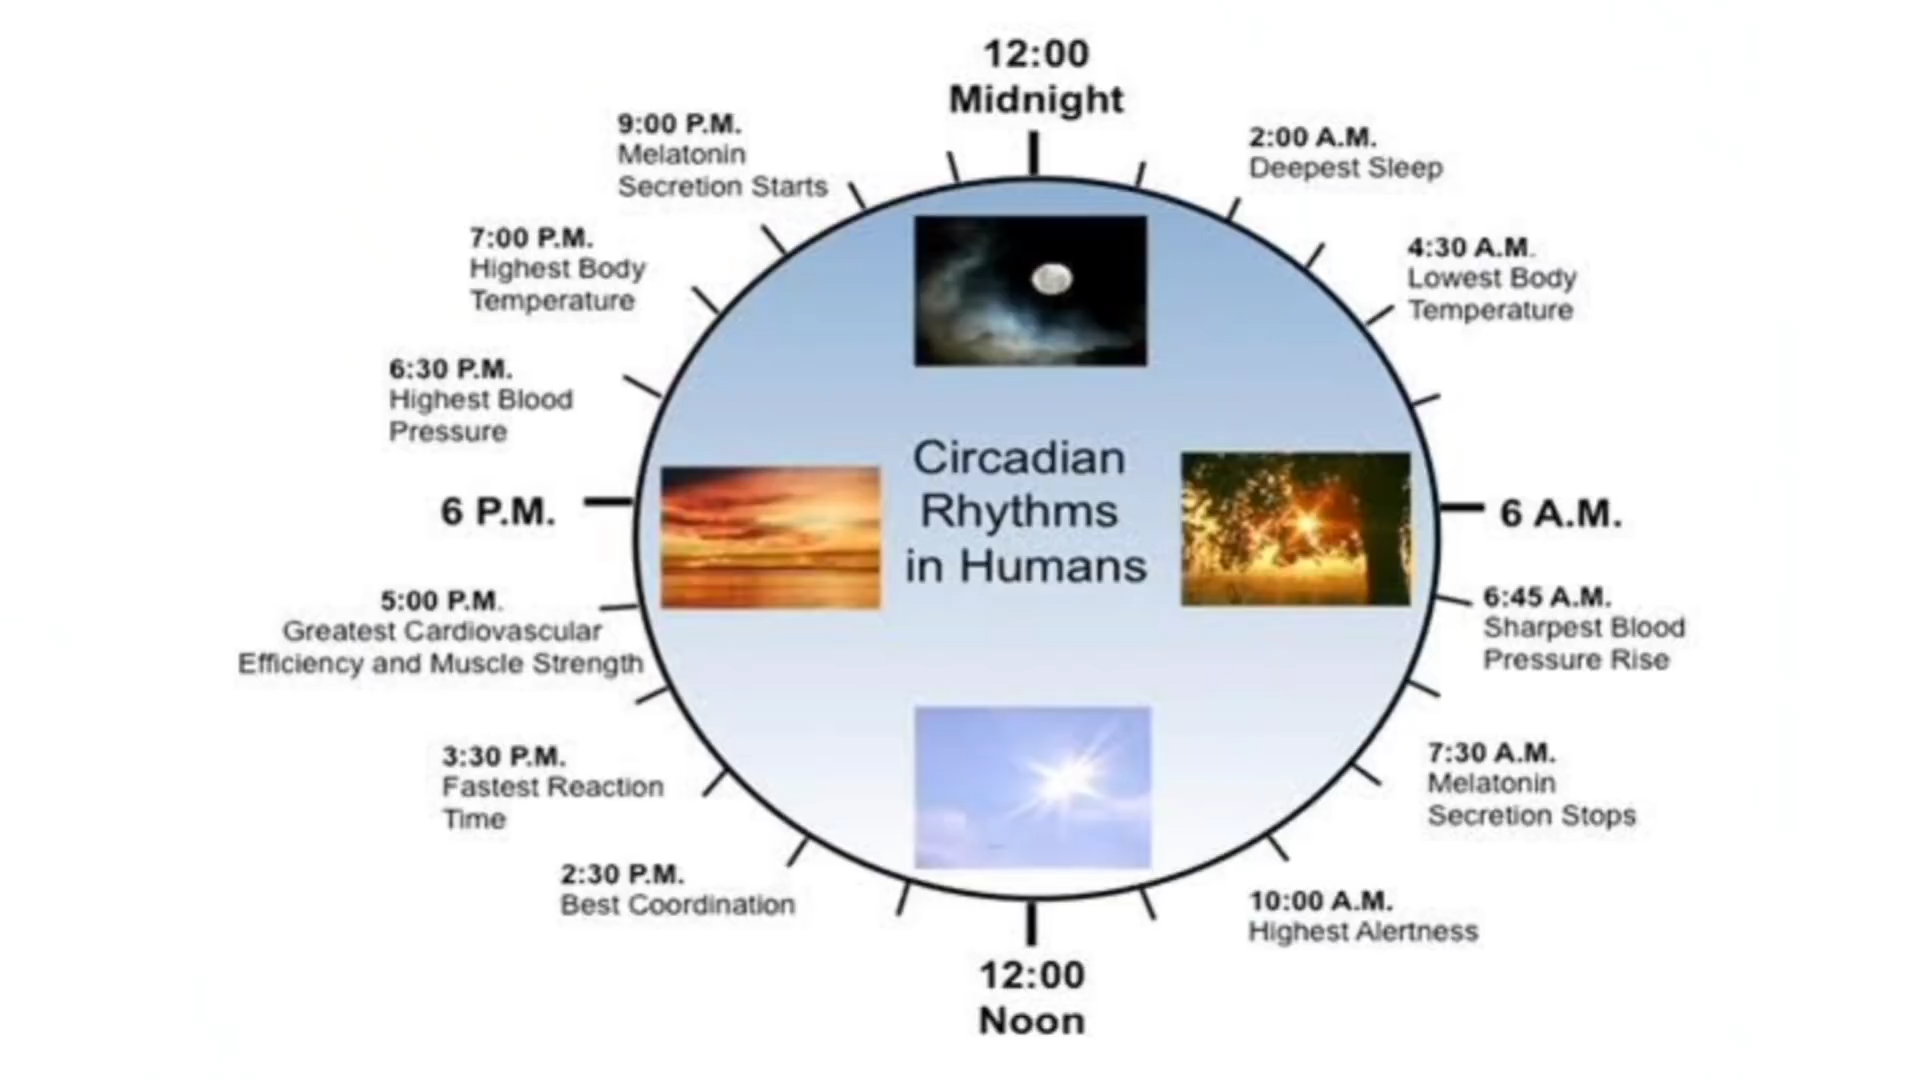 12:00
Midnight
9:00 P.M.
Melatonin
Secretion Starts
2:00 A.M.
Deepest Sleep
7:00 P.M.
Highest Body
Temperature
4:30 A.M.
Lowest Body
Temperature
6:30 P.M.
Highest Blood
Pressure
Circadian
Rhythms
in Humans
6 P.M.
6 A.M.
5:00 P.M.
Greatest Cardiovascular
Efficiency and Muscle Strength
6:45 A.M.
Sharpest Blood
Pressure Rise
3:30 P.M.
Fastest Reaction
Time
7:30 A.M.
Melatonin
Secretion Stops
2:30 P.M.
Best Coordination
10:00 A.M.
Highest Alertness
12:00
Noon